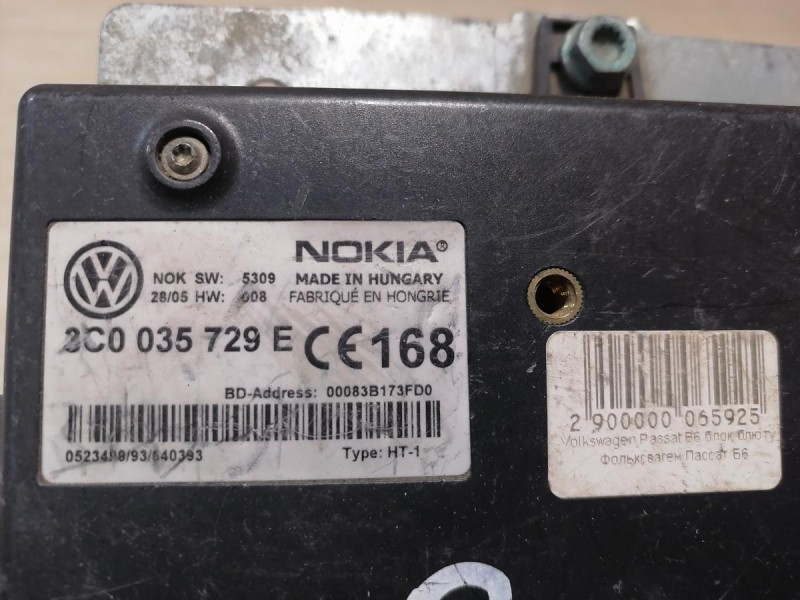 NOKIA®
NOK SW: 5309
MADE IN HUNGARY
28/05 HW: 008
FABRIQUÉ EN HONGRIE
3C0 035 729 E
CE168
BD-Address: 00083B173FD0
Type: HT-1
2 900000 065925
Volkswagen Passat B6 блок блюту
Фольксваген Пассат Б6